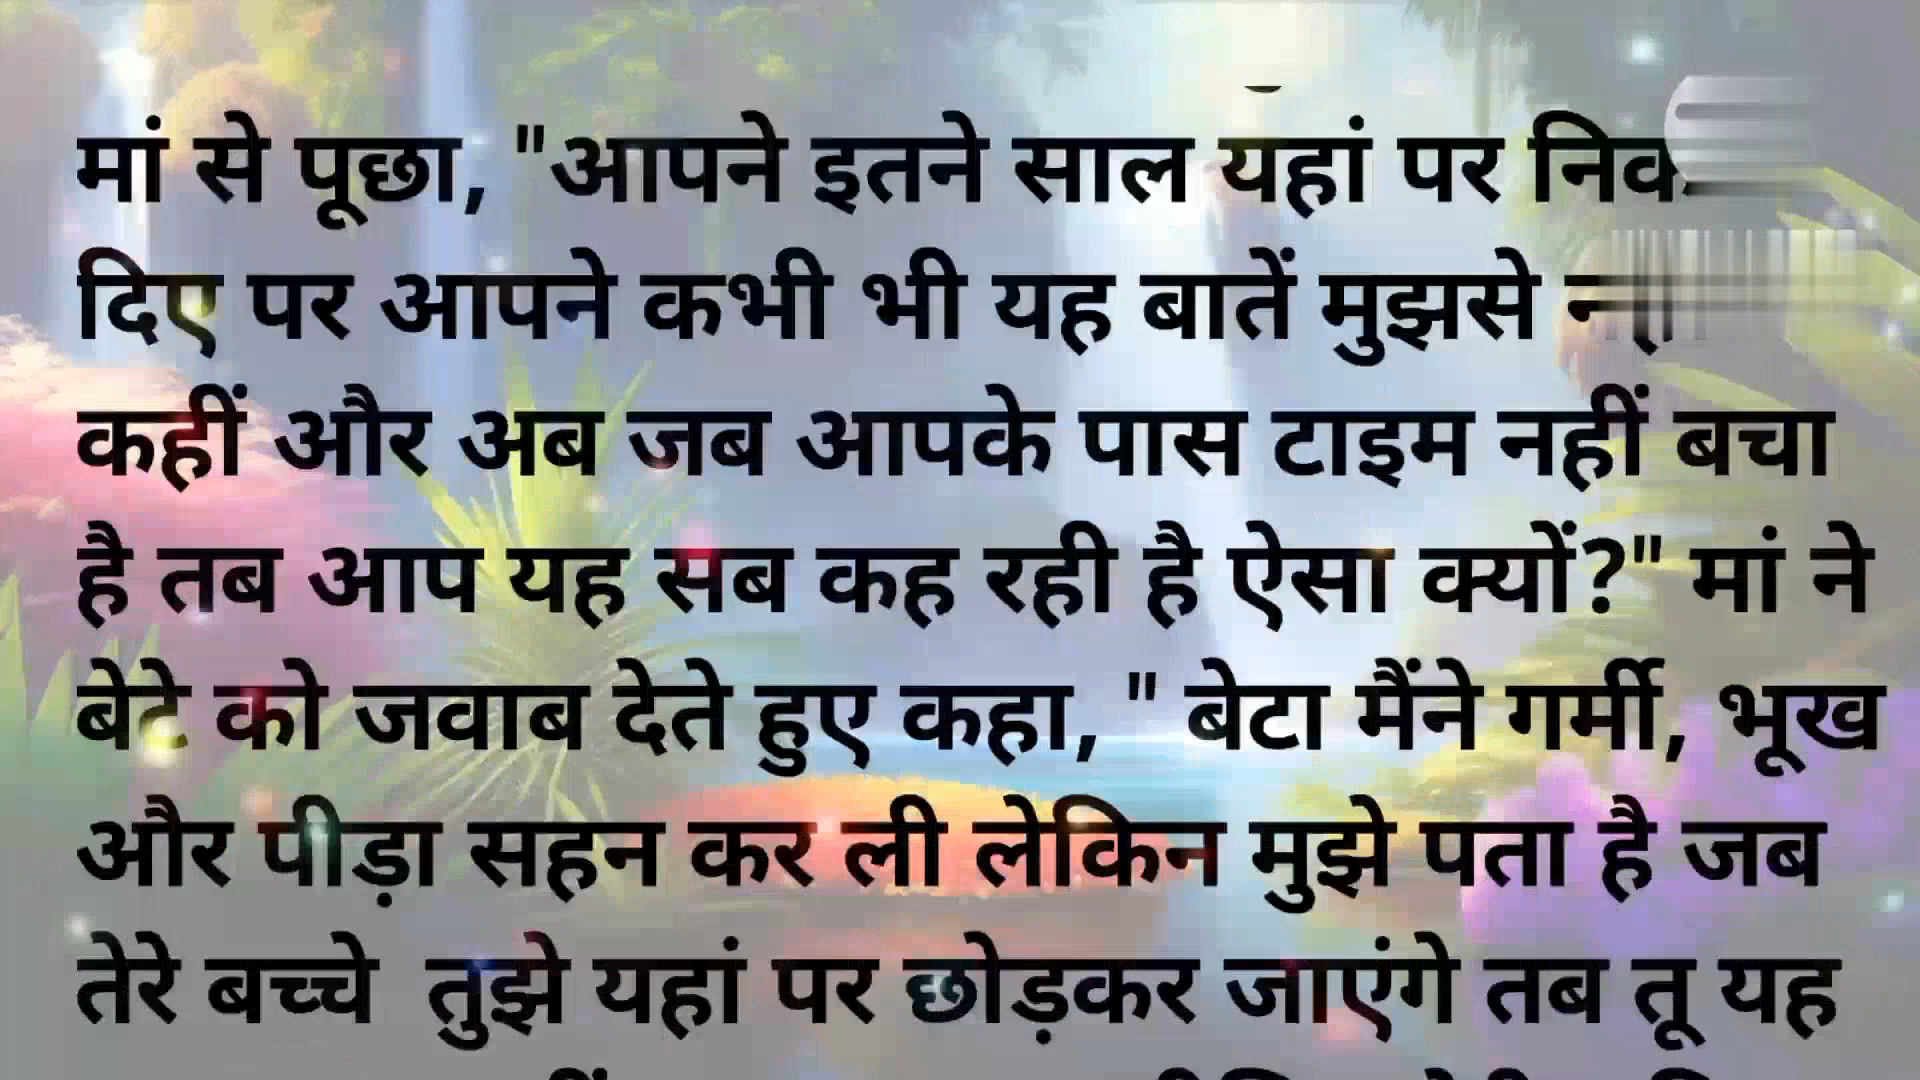 मां से पूछा, "आपने इतने साल यहां पर
दिए पर आपने कभी भी यह बातें मुझसे
कहीं और अब जब आपके पास टाइम नहीं बचा
है तब आप यह सब कह रही है ऐसा क्यों?" मां ने
बेटे को जवाब देते हुए कहा, " बेटा मैंने गर्मी, भूख
और पीड़ा सहन कर ली लेकिन मुझे पता है जब
तेरे बच्चे तुझे यहां पर छोड़कर जाएंगे तब तू यह